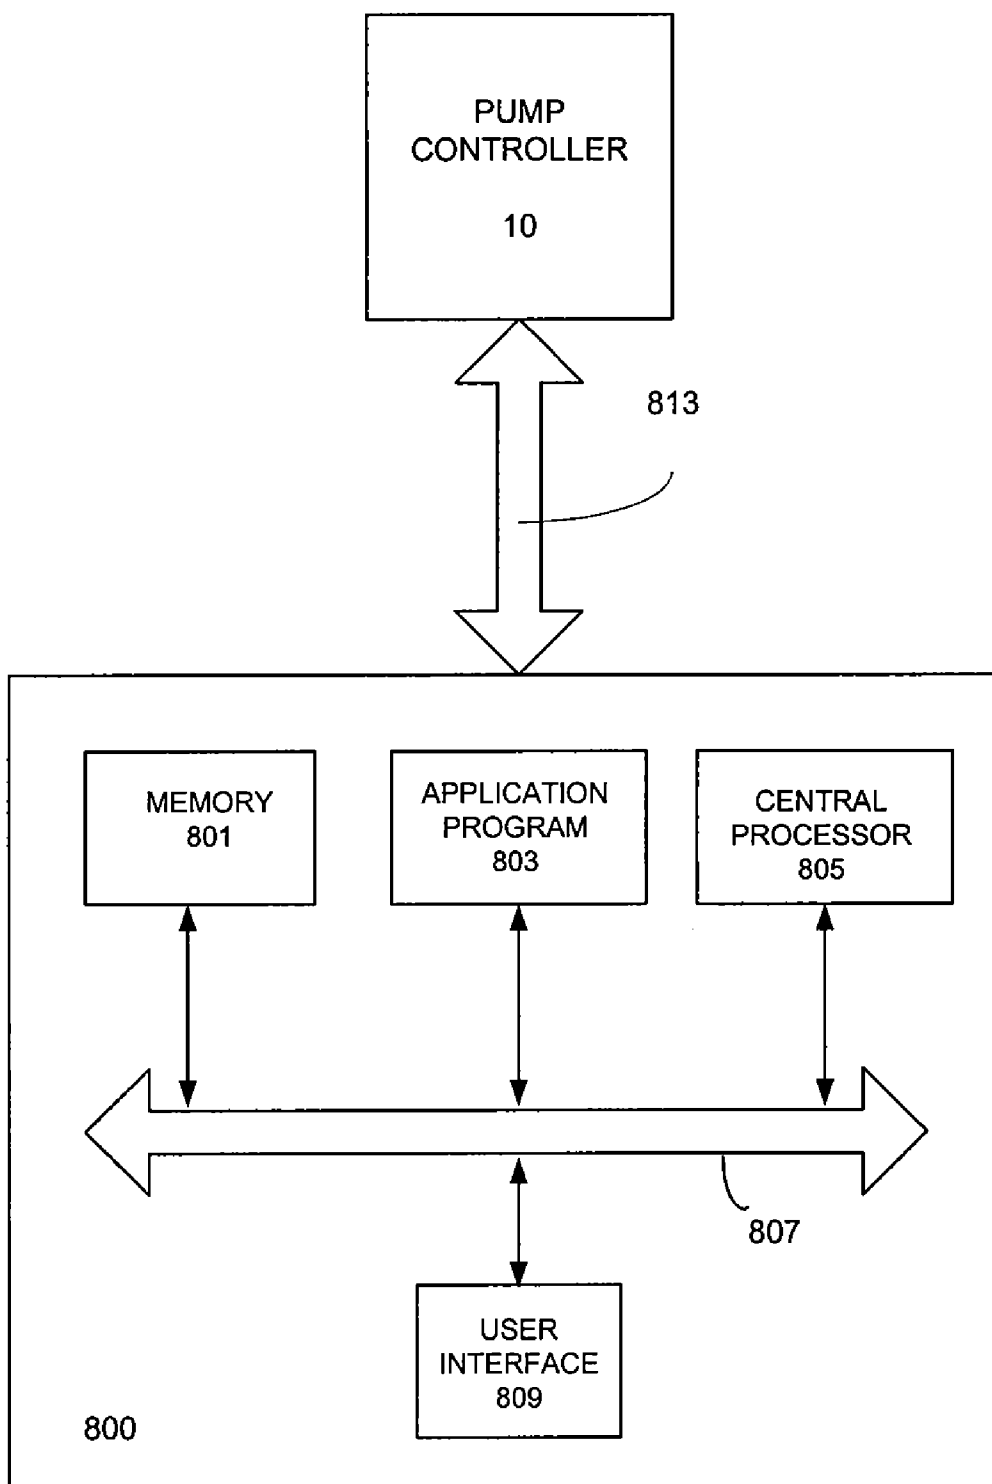 PUMP
CONTROLLER
10
813
MEMORY
801
APPLICATION
PROGRAM
803
CENTRAL
PROCESSOR
805
807
USER
INTERFACE
809
800